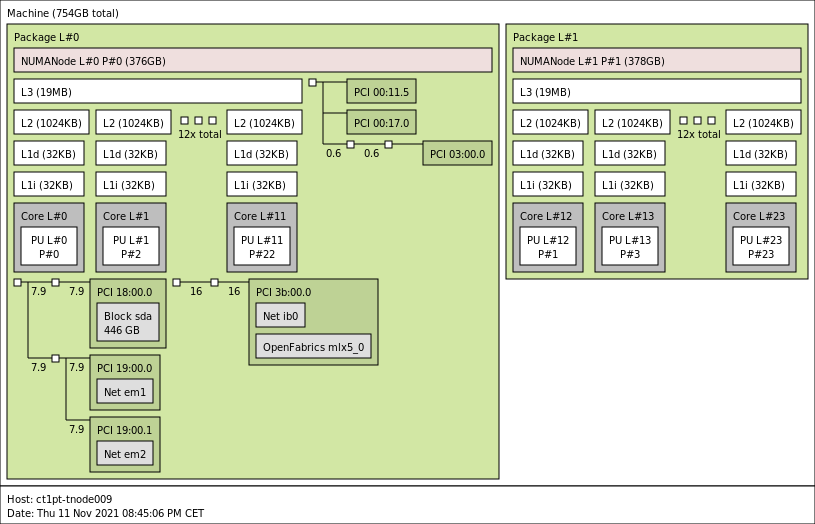 Machine (754GB total)
Package L#0
NUMANode L#0 P#0 (376GB)
L3 (19MB)
PCI 00:11.5
PCI 00:17.0
0.6 0.6 PCI 03:00.0
L2 (1024KB) L2 (1024KB) 12x total L2 (1024KB)
L1d (32KB) L1d (32KB) L1d (32KB)
L1i (32KB) L1i (32KB) L1i (32KB)
Core L#0 Core L#1 Core L#11
PU L#0 PU L#1 PU L#11
P#0 P#2 P#22
7.9 7.9 PCI 18:00.0
Block sda
446 GB
16 16 PCI 3b:00.0
Net ib0
OpenFabrics mlx5_0
7.9 7.9 PCI 19:00.0
Net em1
7.9 PCI 19:00.1
Net em2
Package L#1
NUMANode L#1 P#1 (378GB)
L3 (19MB)
L2 (1024KB) L2 (1024KB) 12x total L2 (1024KB)
L1d (32KB) L1d (32KB) L1d (32KB)
L1i (32KB) L1i (32KB) L1i (32KB)
Core L#12 Core L#13 Core L#23
PU L#12 PU L#13 PU L#23
P#1 P#3 P#23
Host: ct1pt-tnode009
Date: Thu 11 Nov 2021 08:45:06 PM CET